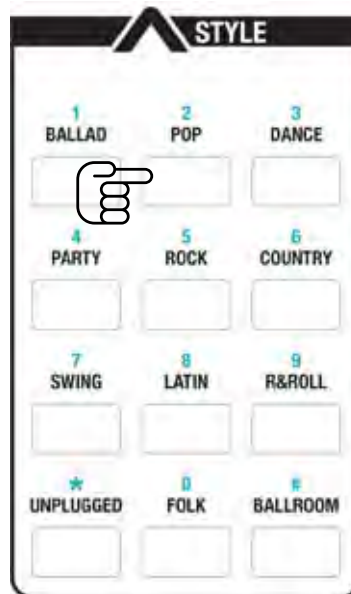 STYLE
1 2 3
BALLAD POP DANCE
4 5 6
PARTY ROCK COUNTRY
7 8 9
SWING LATIN R&ROLL
* 0 #
UNPLUGGED FOLK BALLROOM